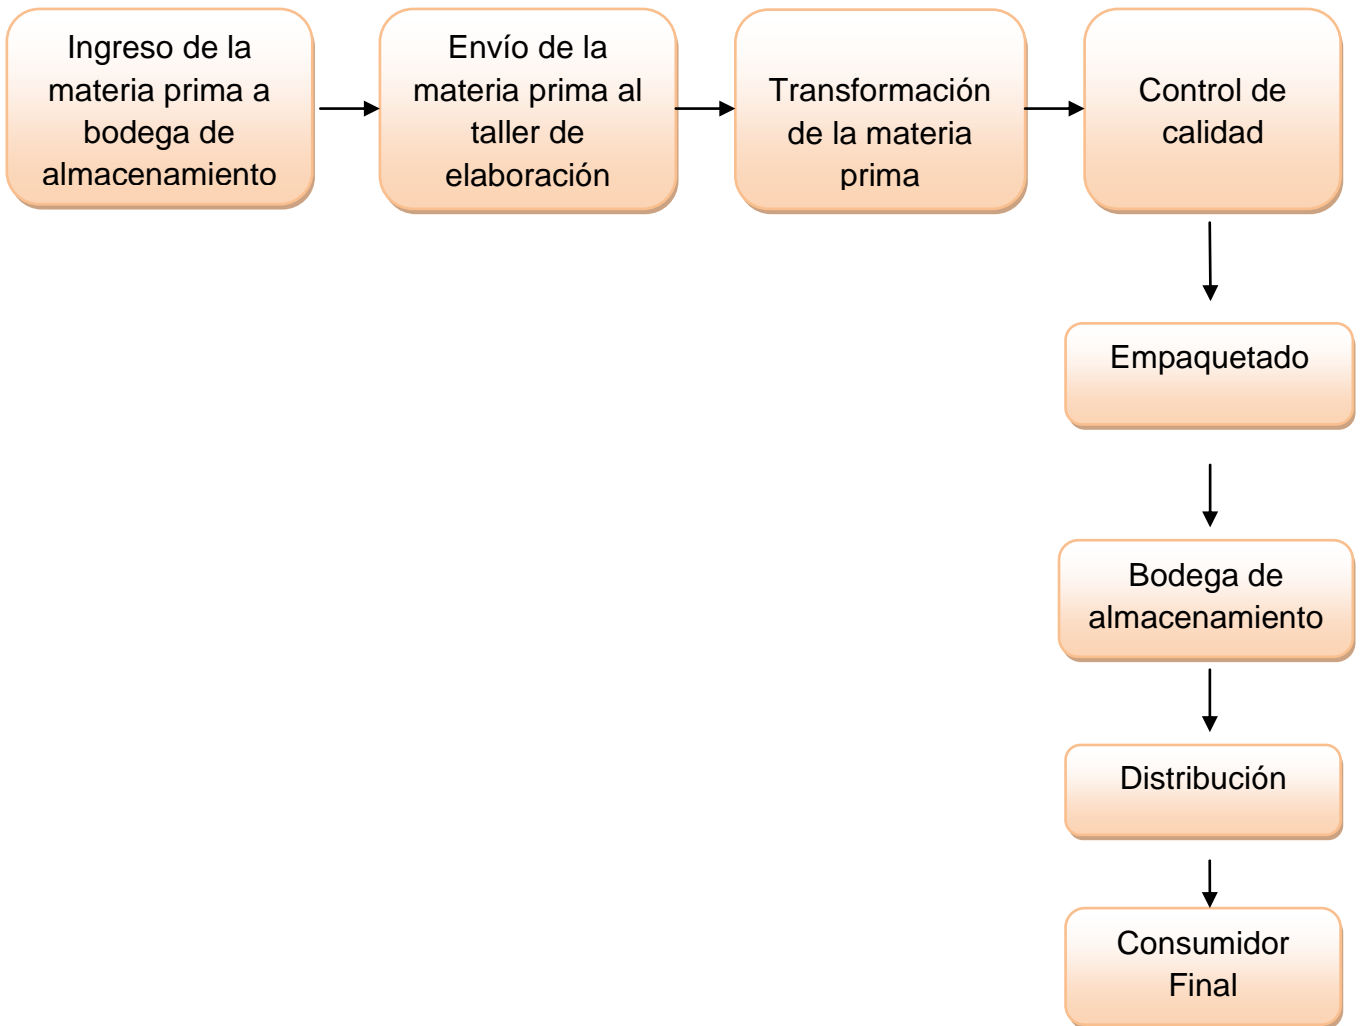 Ingreso de la
materia prima a
bodega de
almacenamiento
Envío de la
materia prima al
taller de
elaboración
Transformación
de la materia
prima
Control de
calidad
Empaquetado
Bodega de
almacenamiento
Distribución
Consumidor
Final